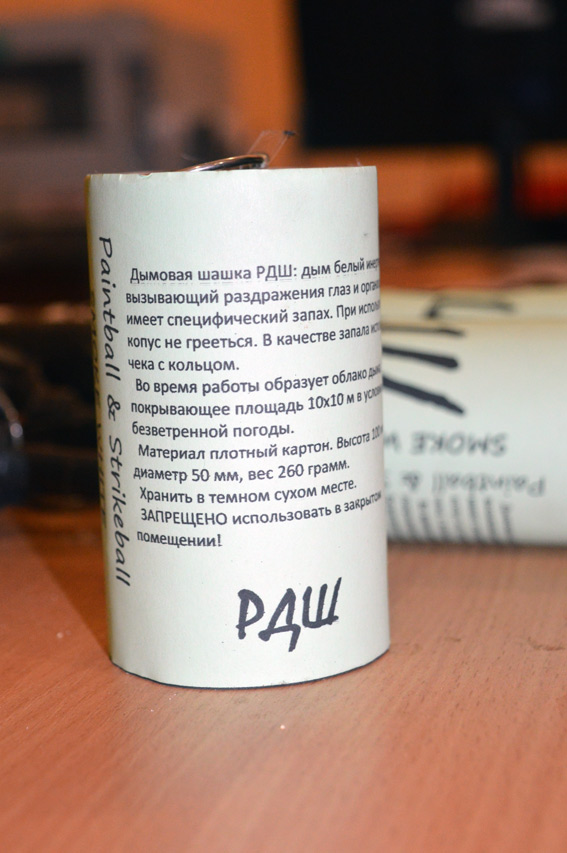 Дымовая шашка РДШ: дым белый
вызывающий раздражения глаз и
имеет специфический запах. При
копус не греeться. В качестве запала
чека с кольцом.
Во время работы образует облако
покрывающее площадь 10х10 м в
безветренной погоды.
Материал плотный картон. Высота
диаметр 50 мм, вес 260 грамм.
Хранить в темном сухом месте.
ЗАПРЕЩЕНО использовать в закрытом
помещении!
РДШ
Paintball & Strikeball
SMOKE
Paintball &